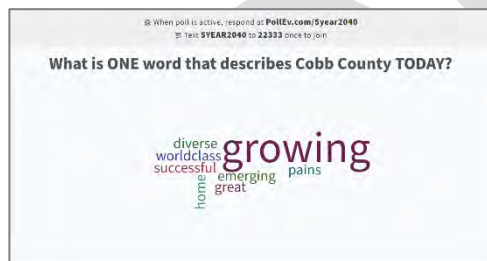 When poll is active, respond at PollEv.com/5year2040
Text 5YEAR2040 to 22333 once to join
What is ONE word that describes Cobb County TODAY?
diverse
growing
worldclass
successful
pains
emerging
home
great